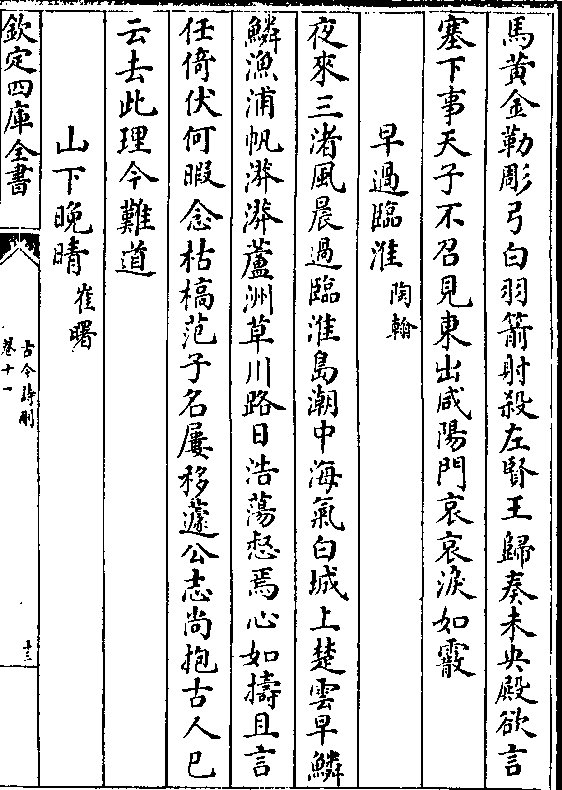 馬黃金勒彫弓白羽箭射殺左賢王歸奏未央殿欲言
塞下事天子不召見東出咸陽門哀哀淚如霰
早過臨淮 陶翰
夜來三渚風晨過臨淮島潮中海氣白城上楚雲早鱗
鱗漁浦帆漭漭蘆洲草川路日浩蕩惄焉心如擣且言
任倚伏何暇念枯槁范子名屢移蘧公志尚抱古人已
云去此理今難道
山下晚晴 崔曙
欽定四庫全書
古今詩刪
卷十一
十三